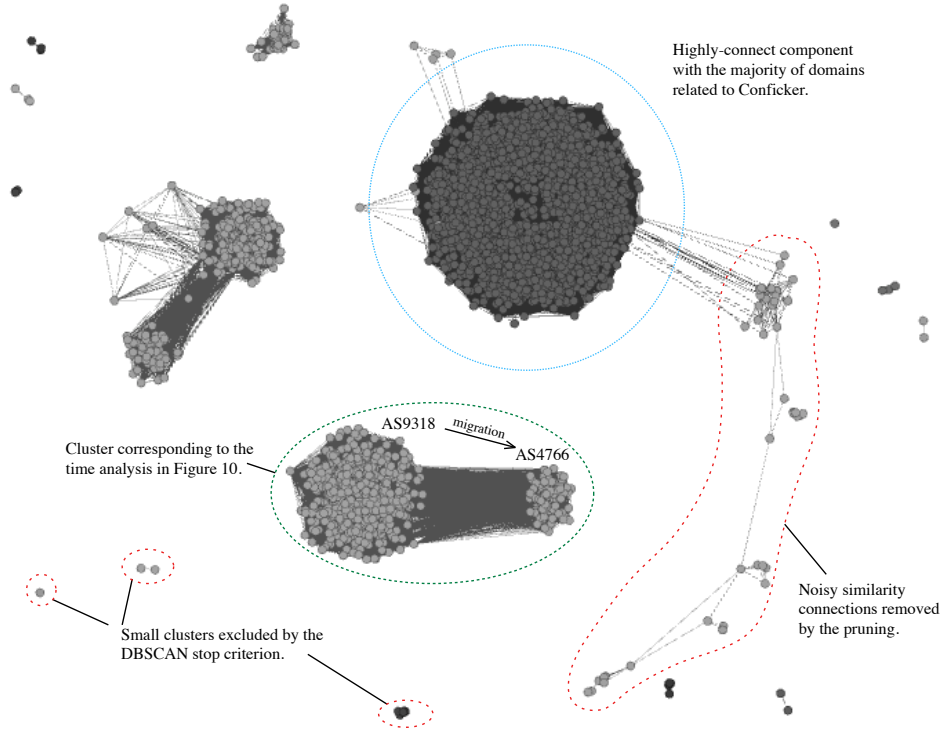 Highly-connect component
with the majority of domains
related to Conficker.
AS9318
migration
AS4766
Cluster corresponding to the
time analysis in Figure 10.
Noisy similarity
connections removed
by the pruning.
Small clusters excluded by the
DBSCAN stop criterion.